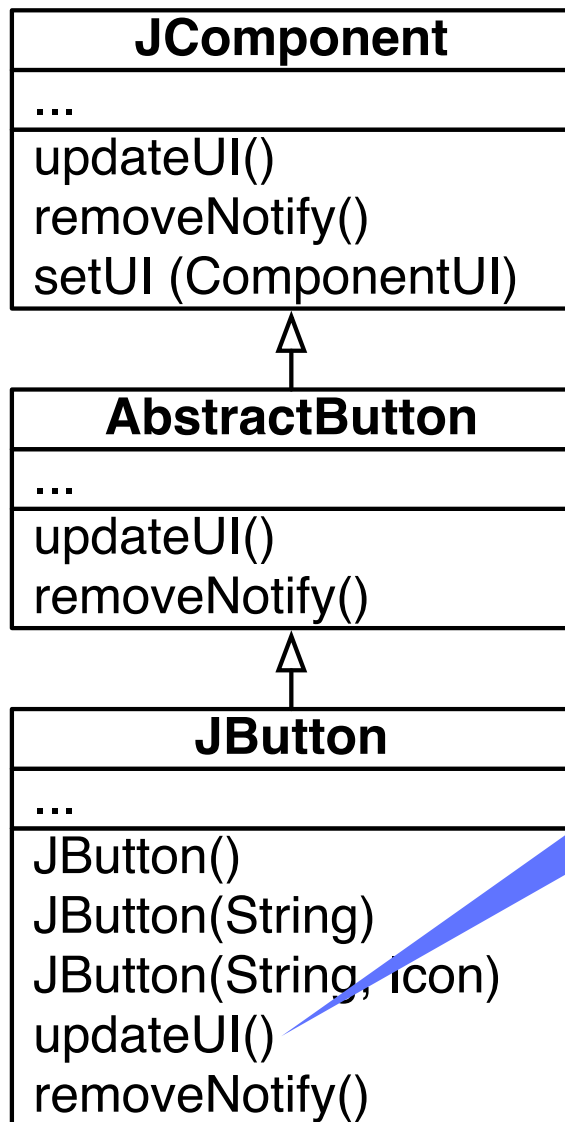 JComponent
...
updateUI()
removeNotify()
setUI (ComponentUI)
AbstractButton
...
updateUI()
removeNotify()
JButton
...
JButton()
JButton(String)
JButton(String, Icon)
updateUI()
removeNotify()